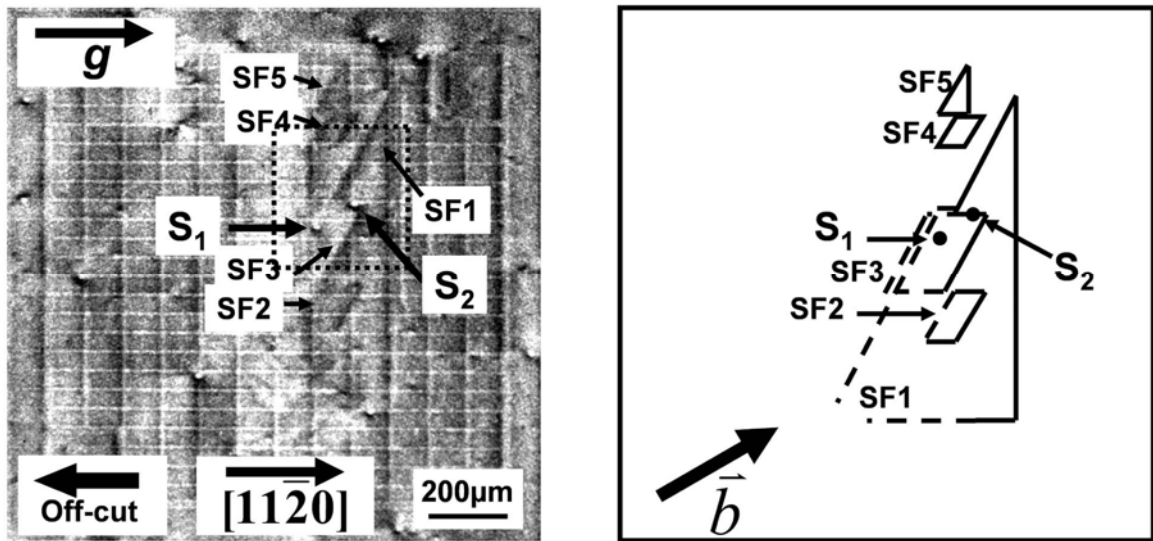 g
SF5
SF4
SF1
S₁
SF3
S₂
SF2
Off-cut
[112̄0]
200μm
SF5
SF4
S₁
SF3
S₂
SF2
SF1
b⃗